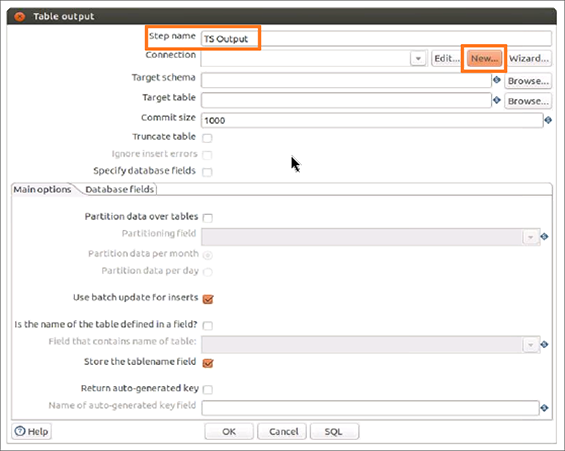 Table output
Step name TS Output
Connection Edit... New... Wizard...
Target schema Browse...
Target table Browse...
Commit size 1000
Truncate table
Ignore insert errors
Specify database fields
Main options Database fields
Partition data over tables
Partitioning field
Partition data per month
Partition data per day
Use batch update for inserts
Is the name of the table defined in a field?
Field that contains name of table:
Store the tablename field
Return auto-generated key
Name of auto-generated key field
Help OK Cancel SQL